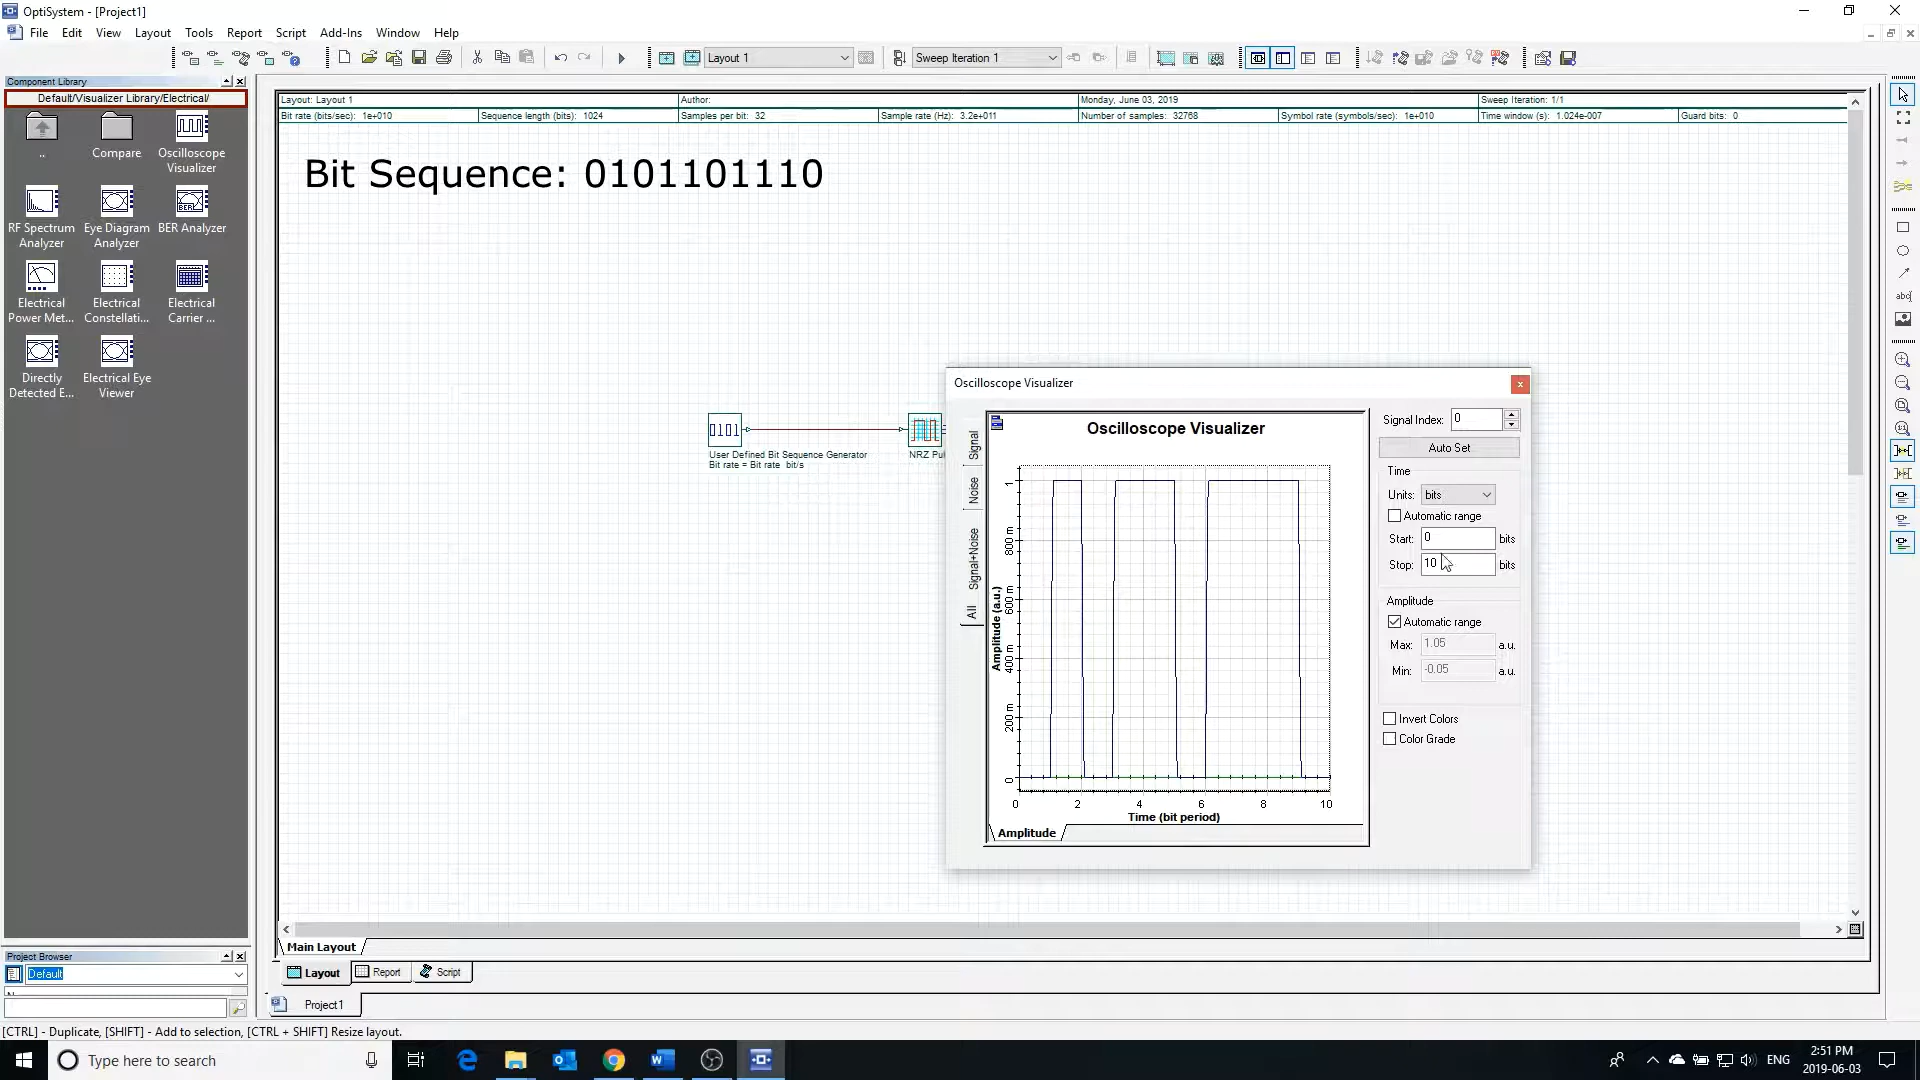 OptiSystem - [Project1]
File Edit View Layout Tools Report Script Add-Ins Window Help
Layout 1
Sweep Iteration 1
Component Library
Default/Visualizer Library/Electrical/
..
Compare
Oscilloscope Visualizer
RF Spectrum Analyzer
Eye Diagram Analyzer
BER Analyzer
Electrical Power Met...
Electrical Constellati...
Electrical Carrier ...
Directly Detected E...
Electrical Eye Viewer
Layout: Layout 1 Author: Monday, June 03, 2019 Sweep Iteration: 1/1
Bit rate (bits/sec): 1e+010 Sequence length (bits): 1024 Samples per bit: 32 Sample rate (Hz): 3.2e+011 Number of samples: 32768 Symbol rate (symbols/sec): 1e+010 Time window (s): 1.024e-007 Guard bits: 0
Bit Sequence: 0101101110
0101
User Defined Bit Sequence Generator
Bit rate = Bit rate bit/s
NRZ Pul
Oscilloscope Visualizer
Signal
Noise
Signal+Noise
All
Oscilloscope Visualizer
Amplitude (a.u.)
1
800 m
600 m
400 m
200 m
0
0 2 4 6 8 10
Time (bit period)
Amplitude
Signal Index: 0
Auto Set
Time
Units: bits
Automatic range
Start: 0 bits
Stop: 10 bits
Amplitude
Automatic range
Max: 1.05 a.u.
Min: -0.05 a.u.
Invert Colors
Color Grade
Main Layout
Layout Report Script
Project1
Project Browser
Default
[CTRL] - Duplicate, [SHIFT] - Add to selection, [CTRL + SHIFT] Resize layout.
Type here to search
ENG
2:51 PM
2019-06-03